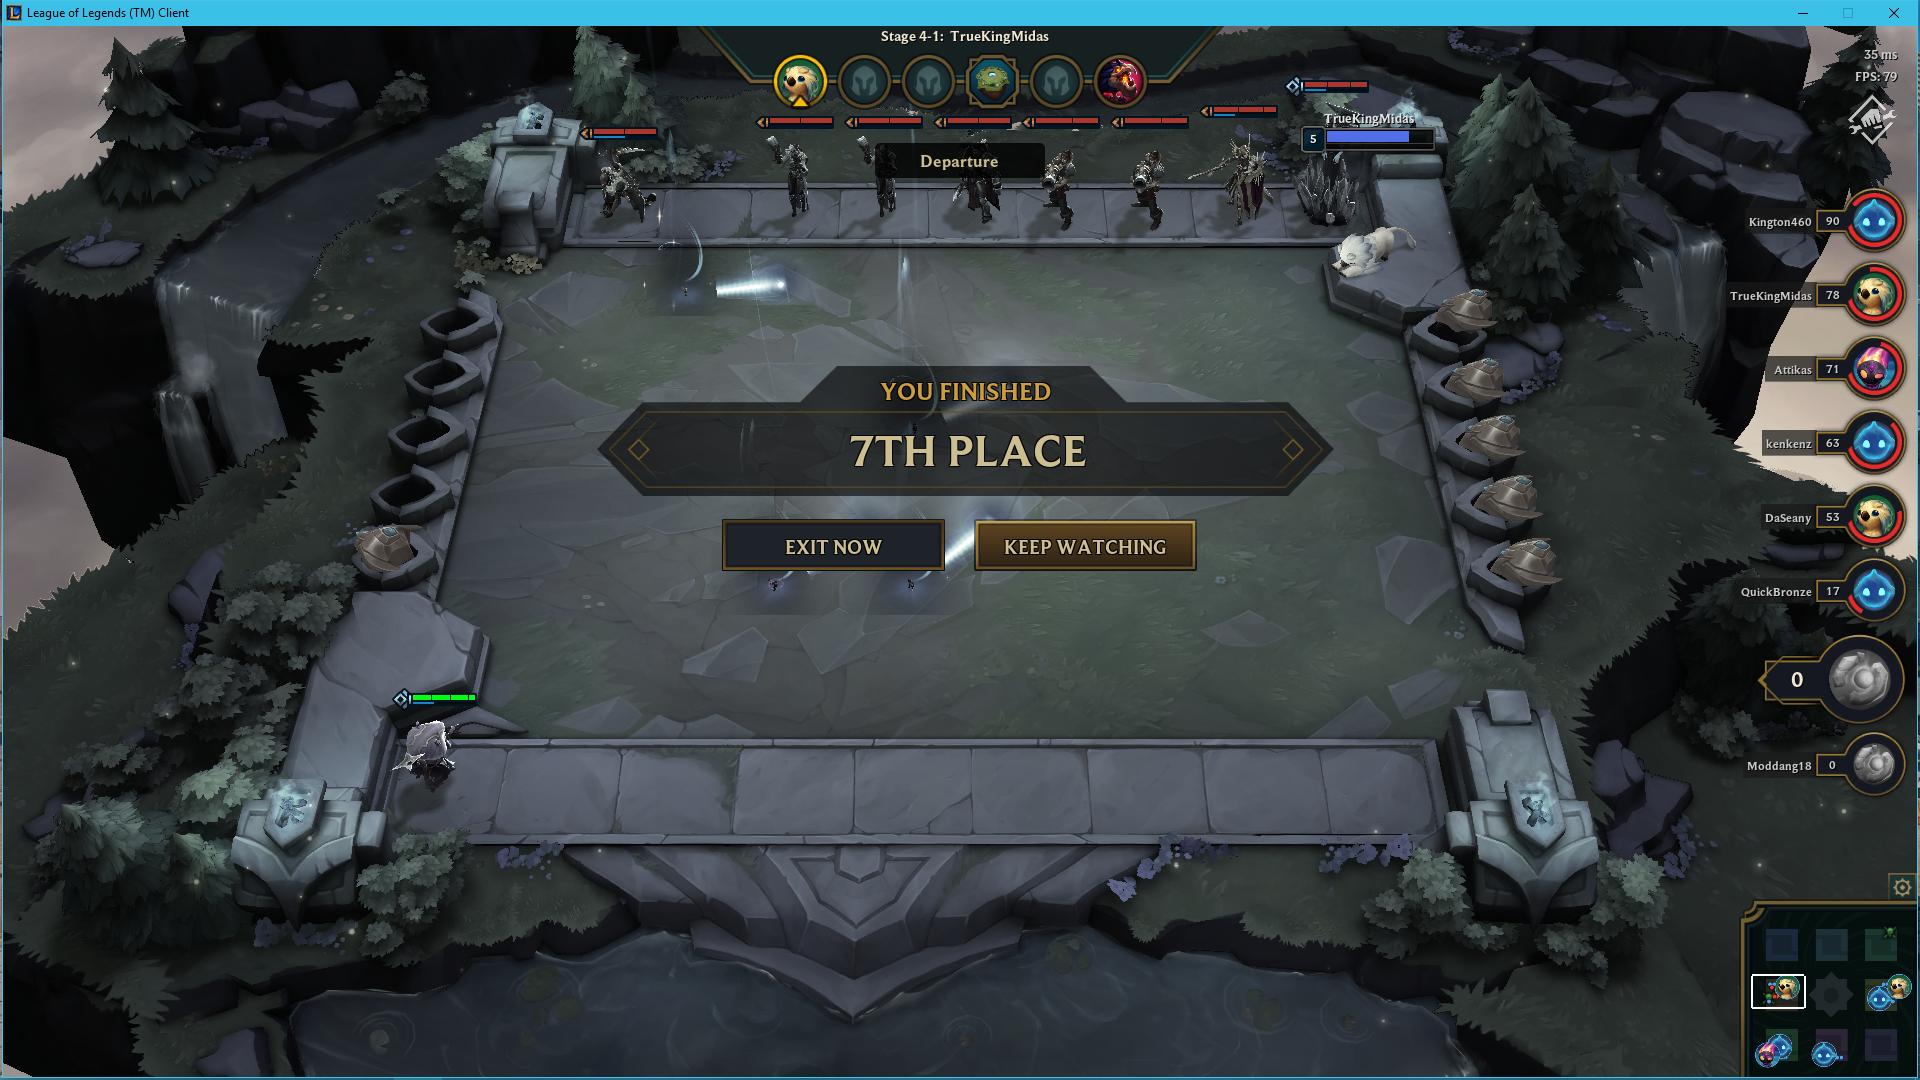 League of Legends (TM) Client
Stage 4-1: TrueKingMidas
35 ms
FPS: 79
TrueKingMidas
5
Departure
Kington460 90
TrueKingMidas 78
Attikas 71
kenkenz 63
DaSeany 53
QuickBronze 17
0
Moddang18 0
YOU FINISHED
7TH PLACE
EXIT NOW
KEEP WATCHING